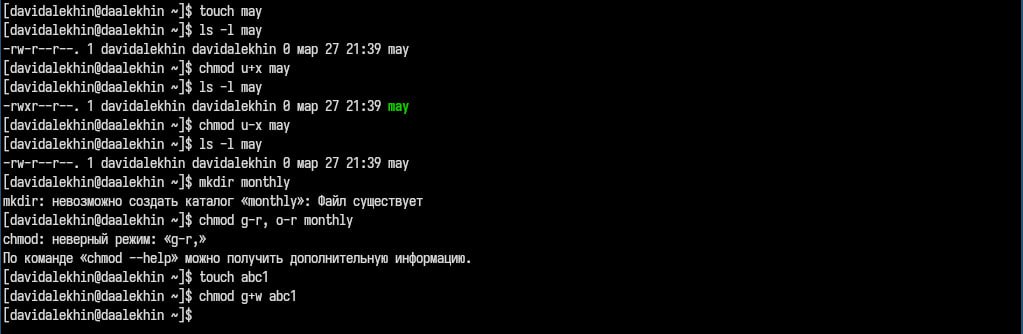 [davidalekhin@daalekhin ~]$ touch may
[davidalekhin@daalekhin ~]$ ls -l may
-rw-r--r--. 1 davidalekhin davidalekhin 0 мар 27 21:39 may
[davidalekhin@daalekhin ~]$ chmod u+x may
[davidalekhin@daalekhin ~]$ ls -l may
-rwxr--r--. 1 davidalekhin davidalekhin 0 мар 27 21:39 may
[davidalekhin@daalekhin ~]$ chmod u-x may
[davidalekhin@daalekhin ~]$ ls -l may
-rw-r--r--. 1 davidalekhin davidalekhin 0 мар 27 21:39 may
[davidalekhin@daalekhin ~]$ mkdir monthly
mkdir: невозможно создать каталог «monthly»: Файл существует
[davidalekhin@daalekhin ~]$ chmod g-r, o-r monthly
chmod: неверный режим: «g-r,»
По команде «chmod --help» можно получить дополнительную информацию.
[davidalekhin@daalekhin ~]$ touch abc1
[davidalekhin@daalekhin ~]$ chmod g+w abc1
[davidalekhin@daalekhin ~]$